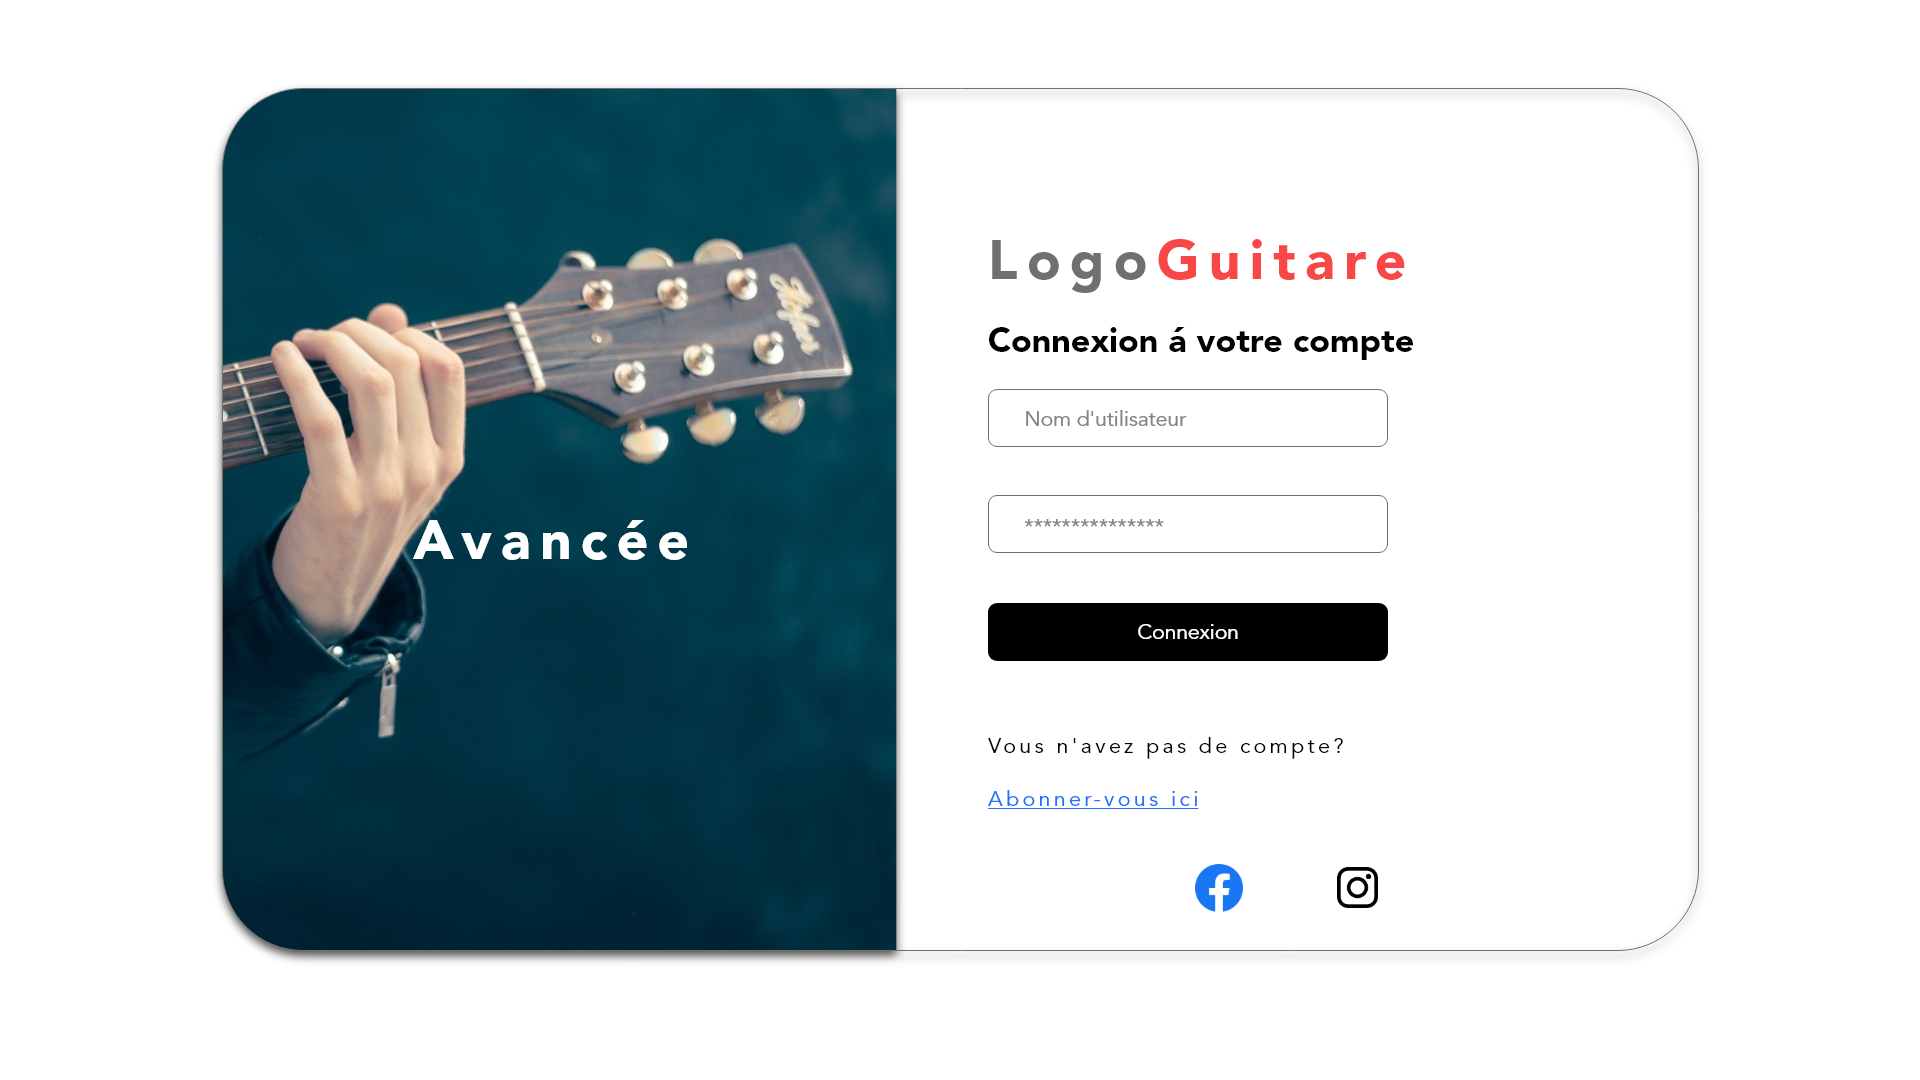 Höfner
Avancée
LogoGuitare
Connexion á votre compte
Nom d'utilisateur
***************
Connexion
Vous n'avez pas de compte?
Abonner-vous ici